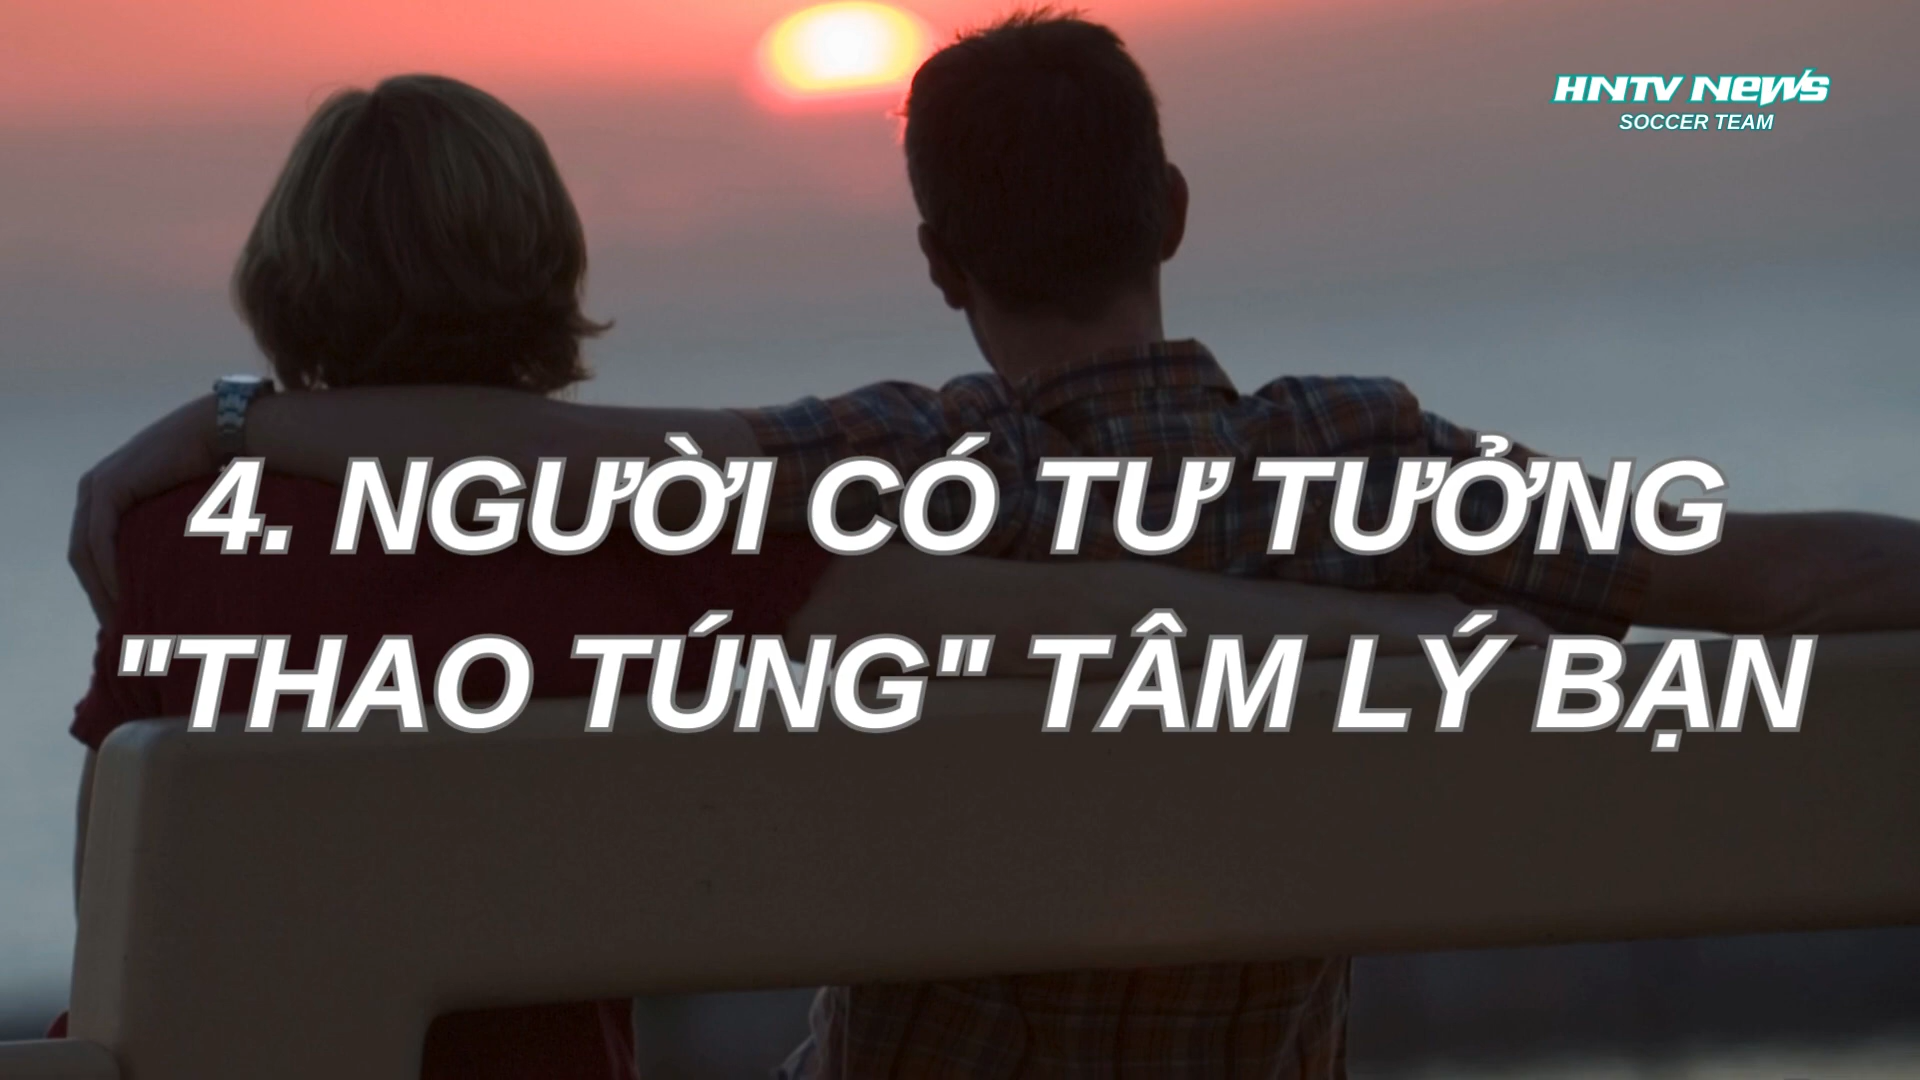 HNTV News
SOCCER TEAM
4. NGƯỜI CÓ TƯ TƯỞNG
"THAO TÚNG" TÂM LÝ BẠN